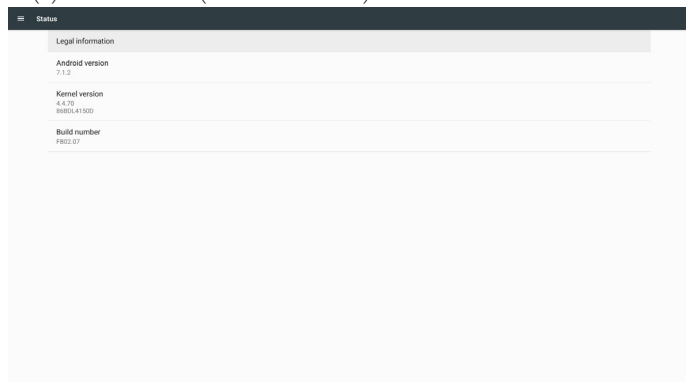 Status
Legal information
Android version
7.1.2
Kernel version
4.4.70
86BDL4150D
Build number
FB02.07